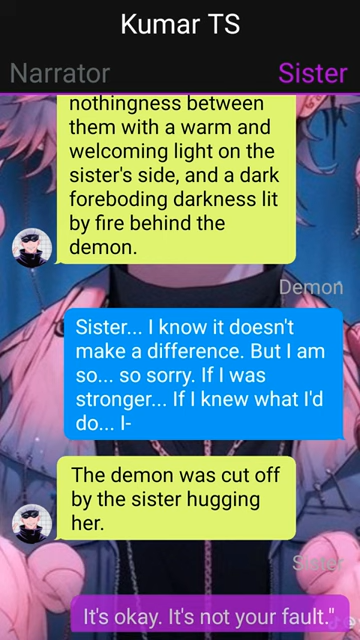 Kumar TS
Narrator
Sister
nothingness between
them with a warm and
welcoming light on the
sister's side, and a dark
foreboding darkness lit
by fire behind the
demon.
Demon
Sister... I know it doesn't
make a difference. But I am
so... so sorry. If I was
stronger... If I knew what I'd
do... I-
The demon was cut off
by the sister hugging
her.
Sister
It's okay. It's not your fault."